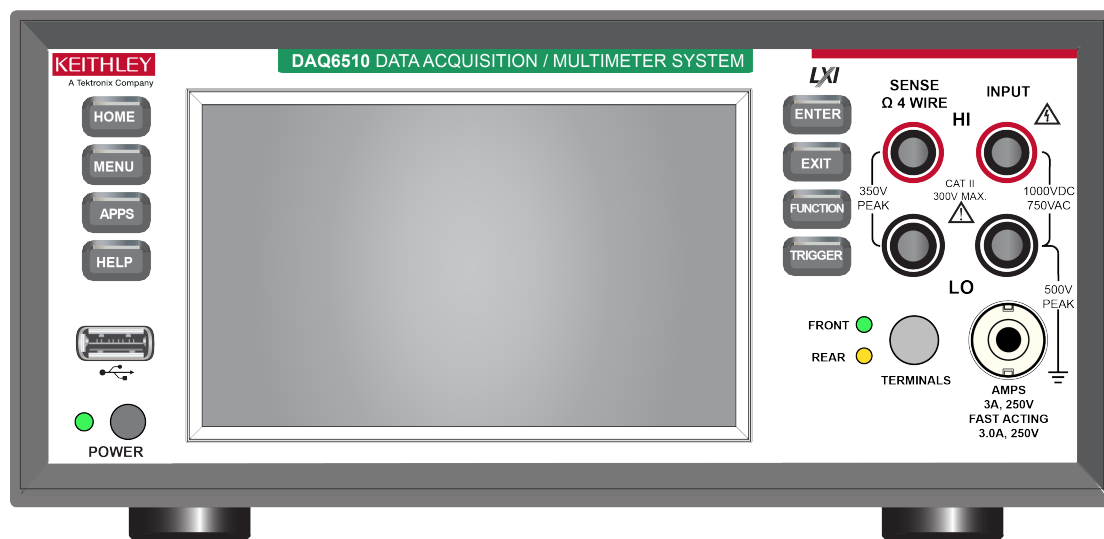 KEITHLEY
A Tektronix Company
DAQ6510 DATA ACQUISITION / MULTIMETER SYSTEM
LXI
HOME
MENU
APPS
HELP
POWER
ENTER
EXIT
FUNCTION
TRIGGER
SENSE
Ω 4 WIRE
INPUT
HI
350V
PEAK
CAT II
300V MAX.
1000VDC
750VAC
LO
500V
PEAK
FRONT
REAR
TERMINALS
AMPS
3A, 250V
FAST ACTING
3.0A, 250V